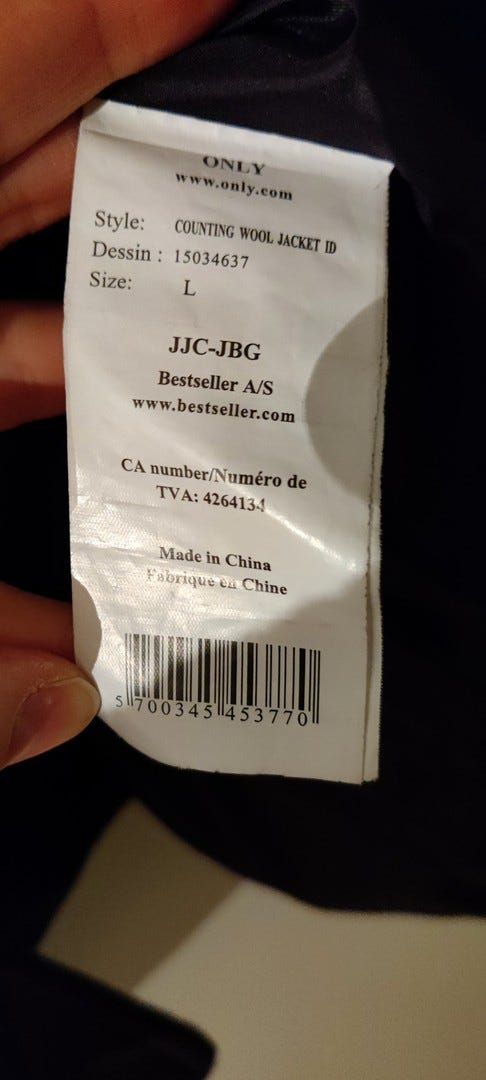 ONLY
www.only.com
Style: COUNTING WOOL JACKET ID
Dessin : 15034637
Size: L
JJC-JBG
Bestseller A/S
www.bestseller.com
CA number/Numéro de
TVA: 4264134
Made in China
Fabrique en Chine
5 700345 453770